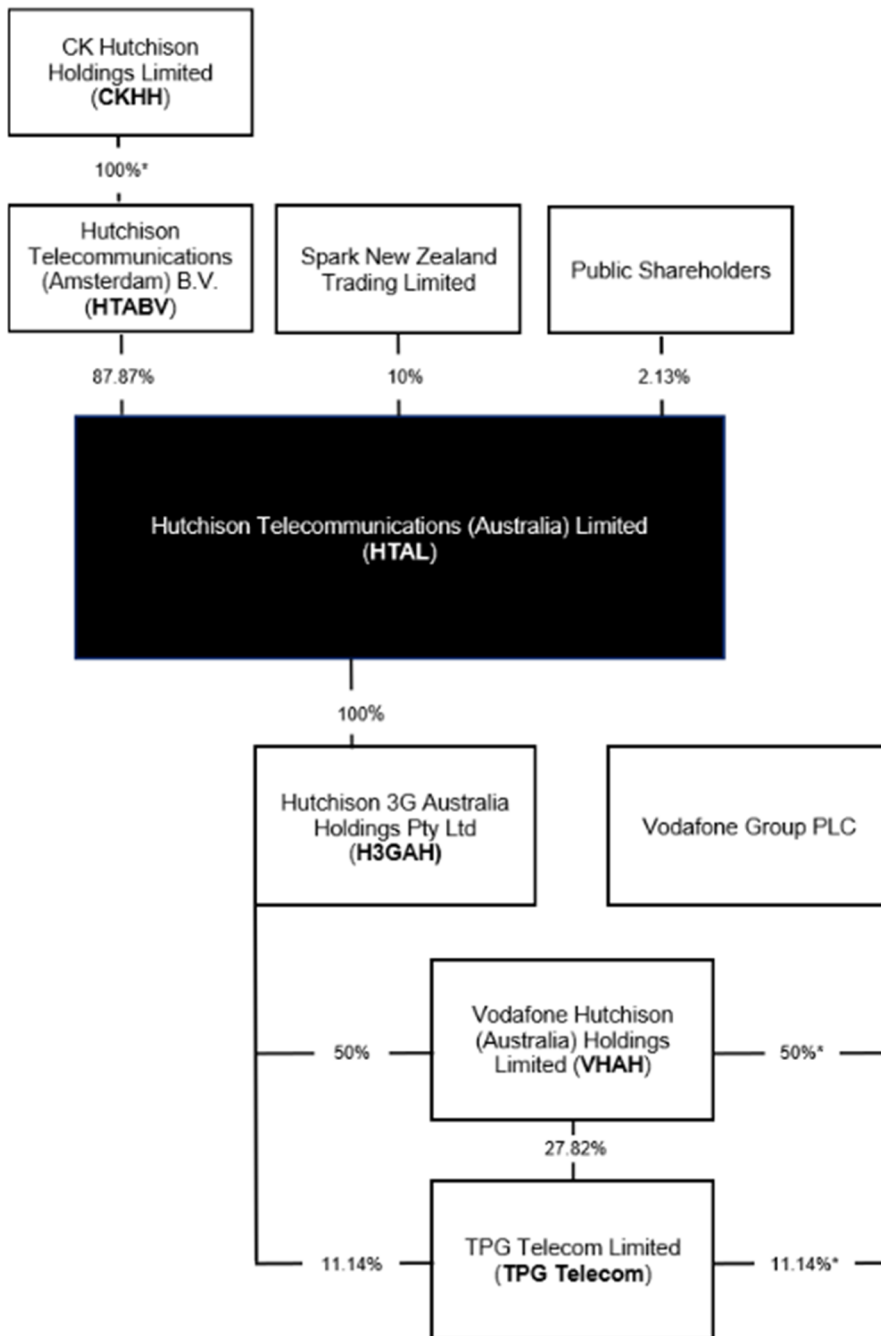 CK Hutchison
Holdings Limited
(CKHH)
100%*
Hutchison
Telecommunications
(Amsterdam) B.V.
(HTABV)
Spark New Zealand
Trading Limited
Public Shareholders
87.87%
10%
2.13%
Hutchison Telecommunications (Australia) Limited
(HTAL)
100%
Hutchison 3G Australia
Holdings Pty Ltd
(H3GAH)
Vodafone Group PLC
Vodafone Hutchison
(Australia) Holdings
Limited (VHAH)
50%
50%*
27.82%
TPG Telecom Limited
(TPG Telecom)
11.14%
11.14%*